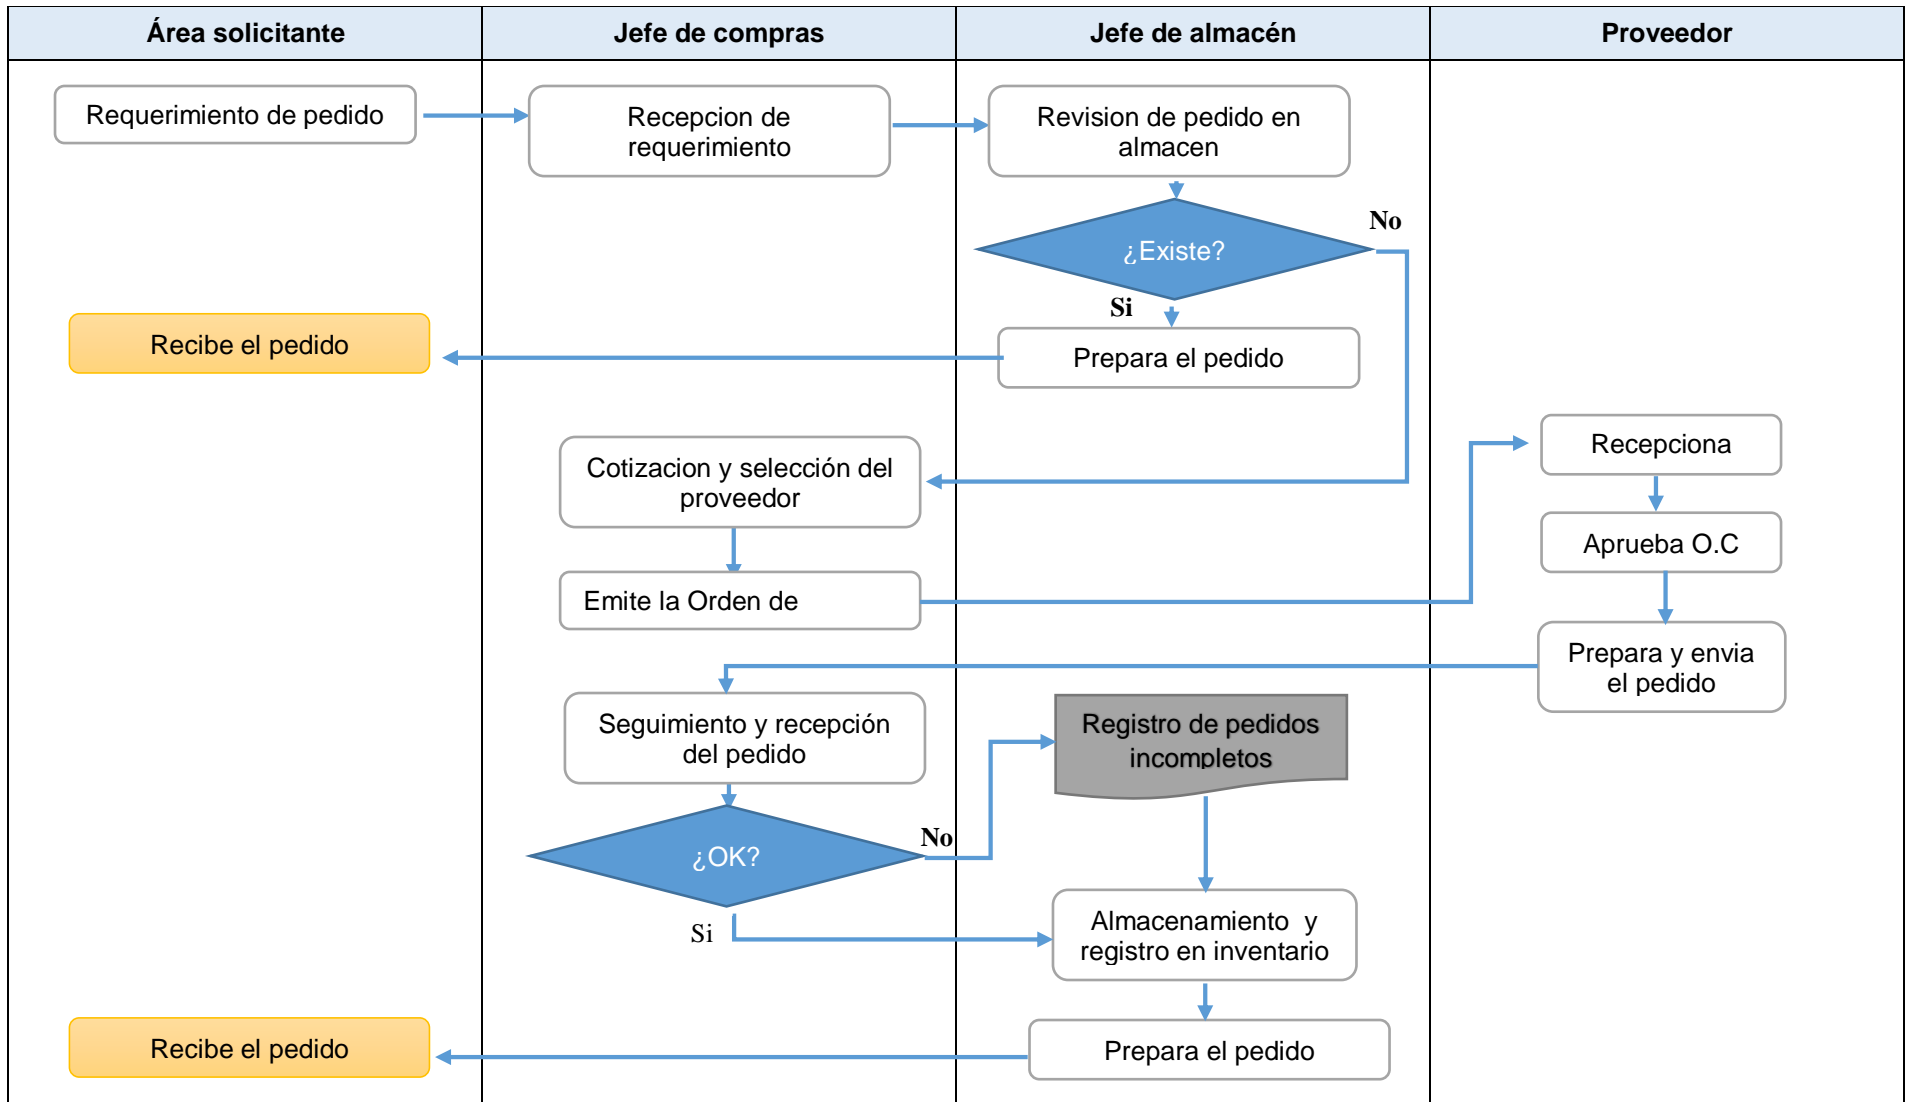 Área solicitante
Jefe de compras
Jefe de almacén
Proveedor
Requerimiento de pedido
Recepcion de
requerimiento
Revision de pedido en
almacen
No
¿Existe?
Si
Recibe el pedido
Prepara el pedido
Recepciona
Cotizacion y selección del
proveedor
Aprueba O.C
Emite la Orden de
Prepara y envia
el pedido
Seguimiento y recepción
del pedido
Registro de pedidos
incompletos
No
¿OK?
Si
Almacenamiento y
registro en inventario
Recibe el pedido
Prepara el pedido